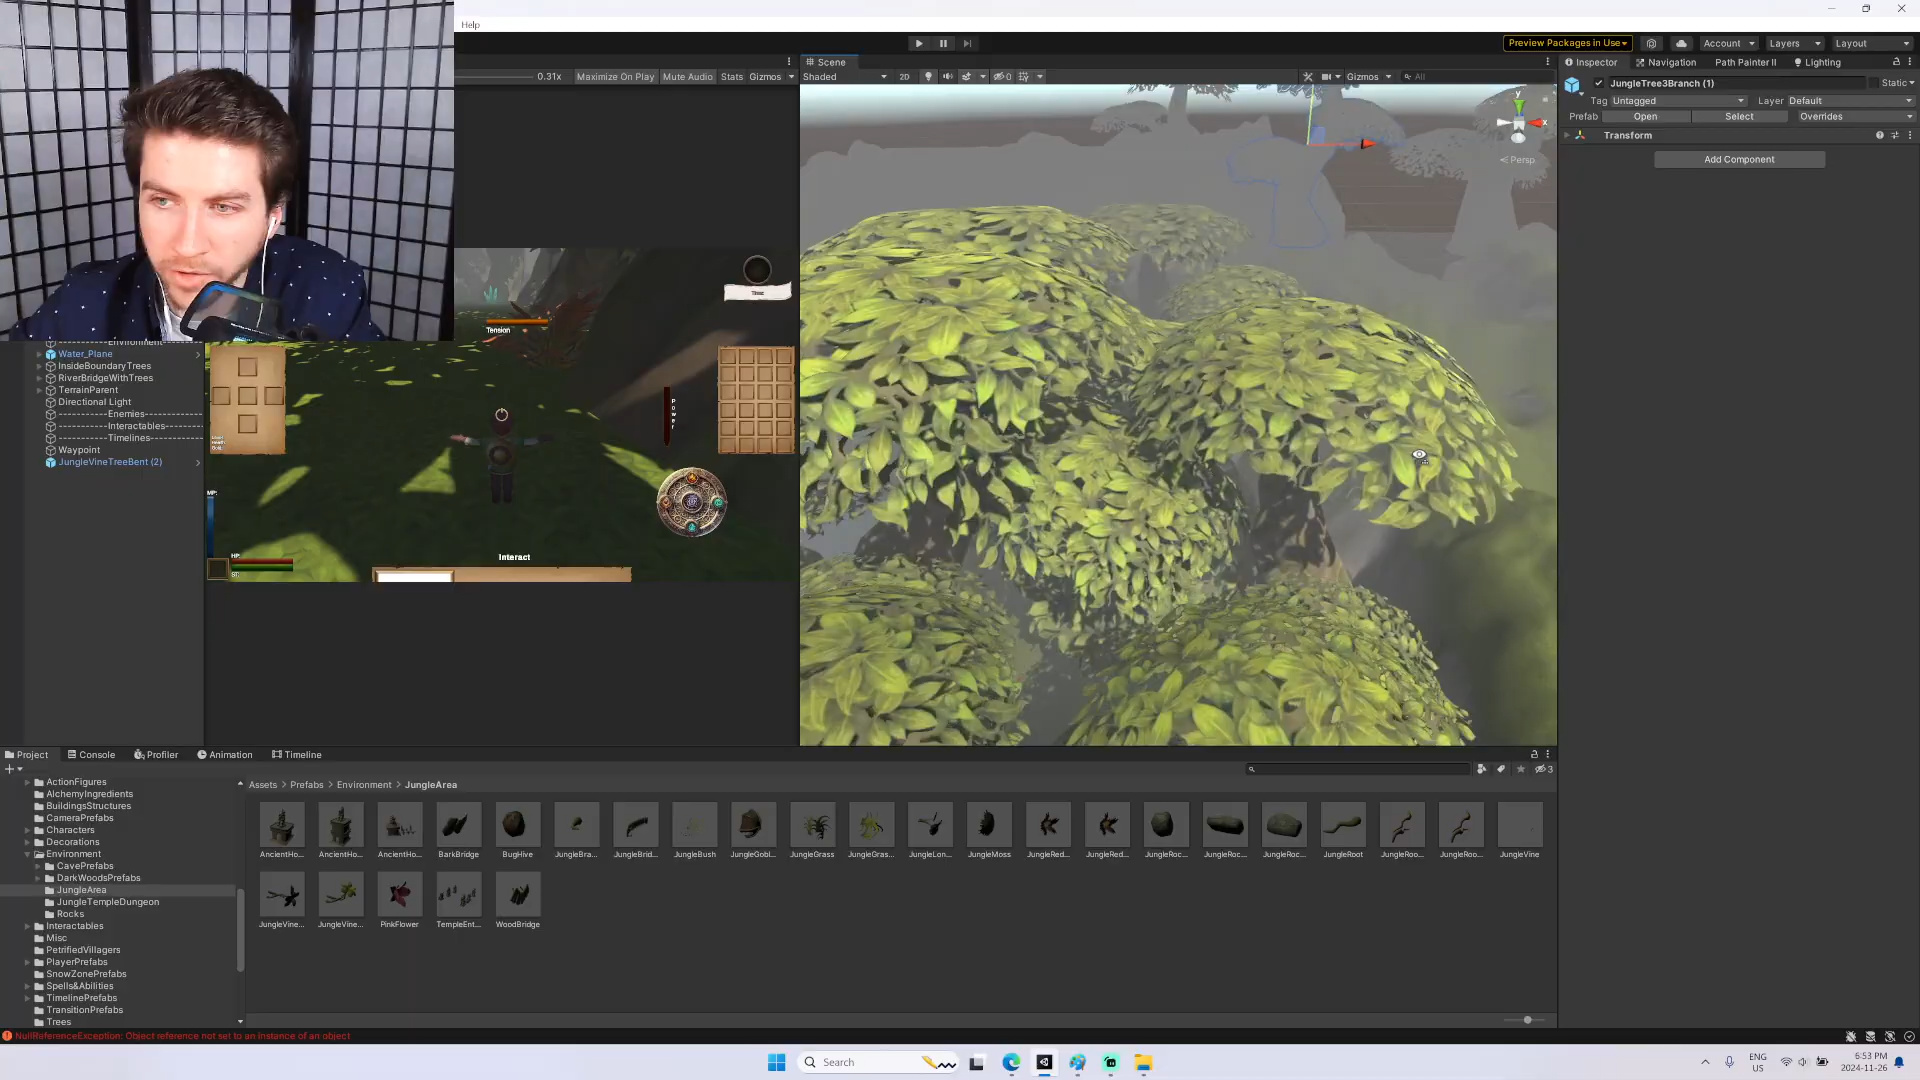 Help
Preview Packages in Use
Account
Layers
Layout
0.31x
Maximize On Play
Mute Audio
Stats
Gizmos
Scene
Shaded
2D
0
Gizmos
All
Inspector
Navigation
Path Painter II
Lighting
JungleTree3Branch (1)
Static
Tag
Untagged
Layer
Default
Prefab
Open
Select
Overrides
Transform
Add Component
y
x
Persp
Tension
Power
MP:
HP:
ST:
Interact
Water_Plane
InsideBoundaryTrees
RiverBridgeWithTrees
TerrainParent
Directional Light
-----------Enemies-----------
-----------Interactables-----
-----------Timelines---------
Waypoint
JungleVineTreeBent (2)
Project
Console
Profiler
Animation
Timeline
3
ActionFigures
AlchemyIngredients
BuildingsStructures
CameraPrefabs
Characters
Decorations
Environment
CavePrefabs
DarkWoodsPrefabs
JungleArea
JungleTempleDungeon
Rocks
Interactables
Misc
PetrifiedVillagers
PlayerPrefabs
SnowZonePrefabs
Spells&Abilities
TimelinePrefabs
TransitionPrefabs
Trees
Assets > Prefabs > Environment > JungleArea
AncientHo...
AncientHo...
AncientHo...
BarkBridge
BugHive
JungleBra...
JungleBrid...
JungleBush
JungleGobl...
JungleGrass
JungleGras...
JungleLon...
JungleMoss
JungleRed...
JungleRed...
JungleRoc...
JungleRoc...
JungleRoc...
JungleRoot
JungleRoo...
JungleRoo...
JungleVine
JungleVine...
JungleVine...
PinkFlower
TempleEnt...
WoodBridge
NullReferenceException: Object reference not set to an instance of an object
Search
ENG
US
6:53 PM
2024-11-26